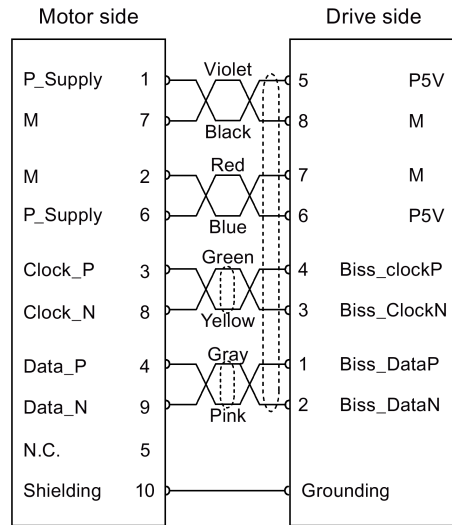 Motor side Drive side
P_Supply 1 Violet 5 P5V
M 7 Black 8 M
M 2 Red 7 M
P_Supply 6 Blue 6 P5V
Clock_P 3 Green 4 Biss_clockP
Clock_N 8 Yellow 3 Biss_ClockN
Data_P 4 Gray 1 Biss_DataP
Data_N 9 Pink 2 Biss_DataN
N.C. 5
Shielding 10 Grounding